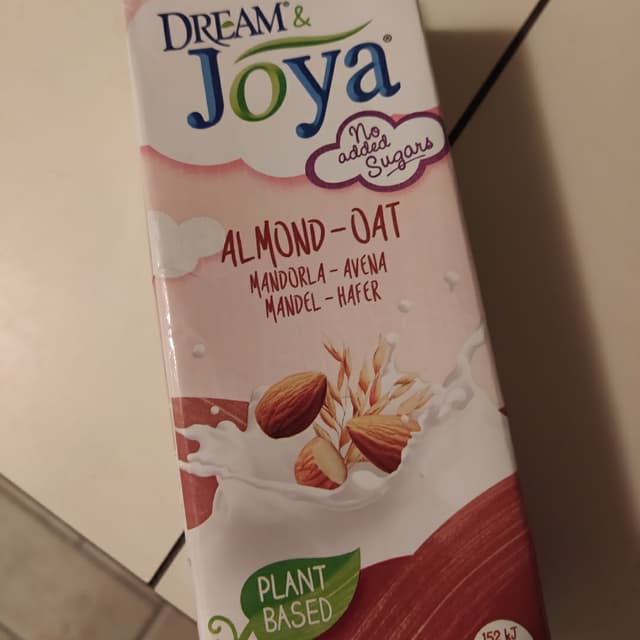 DREAM® &
Joya®
No
added
Sugars
ALMOND - OAT
MANDORLA - AVENA
MANDEL - HAFER
PLANT
BASED
152 kJ